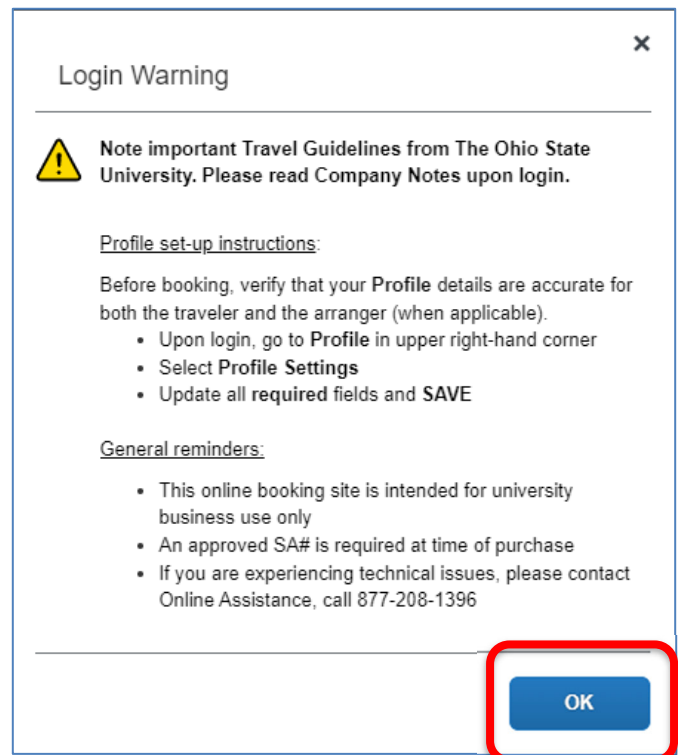 Login Warning
Note important Travel Guidelines from The Ohio State
University. Please read Company Notes upon login.
Profile set-up instructions:
Before booking, verify that your Profile details are accurate for
both the traveler and the arranger (when applicable).
• Upon login, go to Profile in upper right-hand corner
• Select Profile Settings
• Update all required fields and SAVE
General reminders:
• This online booking site is intended for university
business use only
• An approved SA# is required at time of purchase
• If you are experiencing technical issues, please contact
Online Assistance, call 877-208-1396
OK